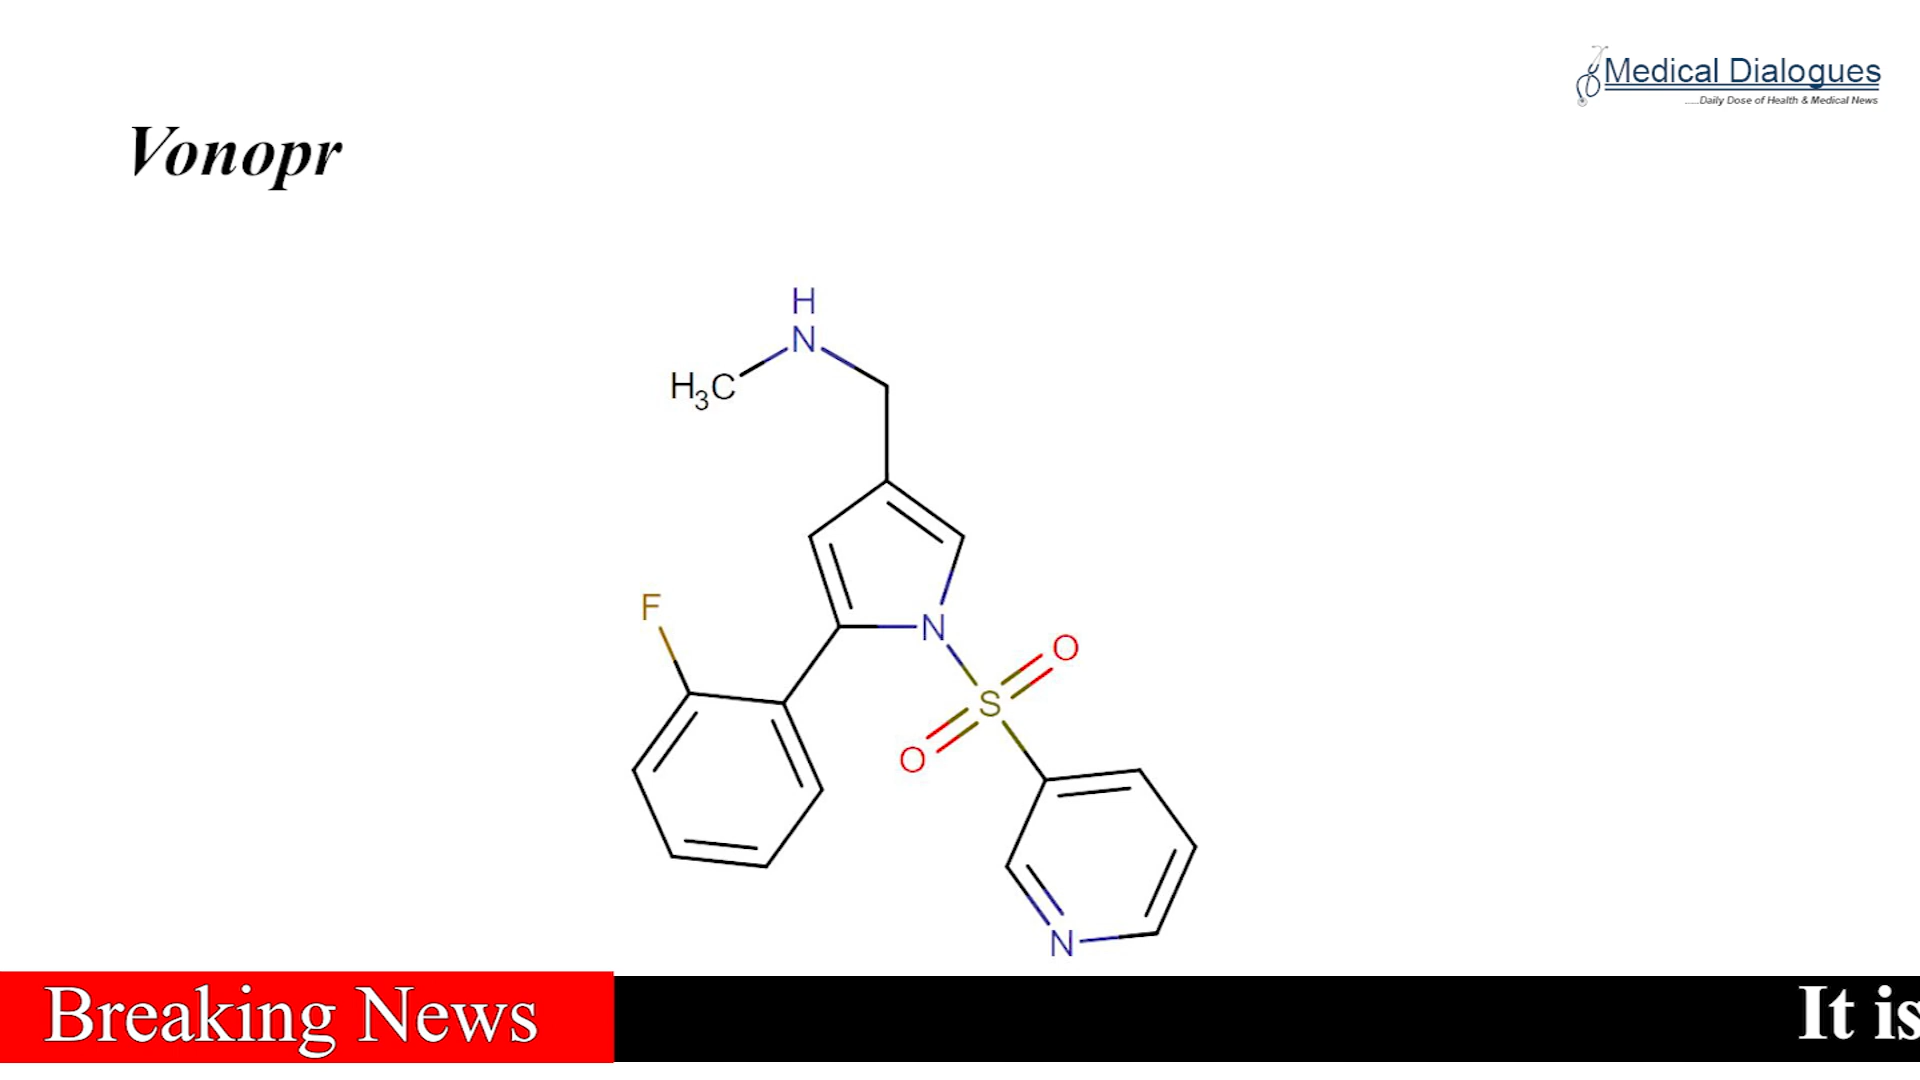 Medical Dialogues
.....Daily Dose of Health & Medical News
Vonopr
H
N
H3C
F
N
O
S
O
N
Breaking News
It is